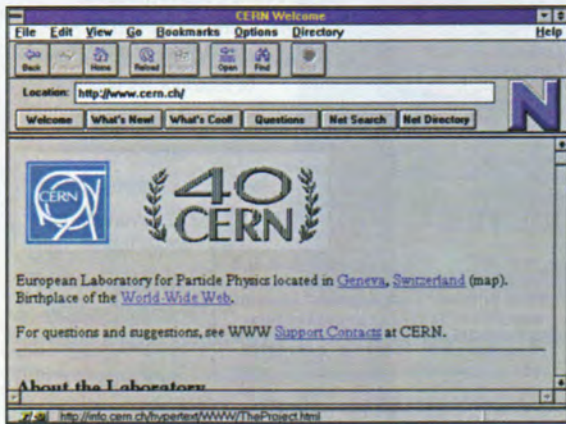 CERN Welcome
File Edit View Go Bookmarks Options Directory Help
Back Home Reload Open Find
Location: http://www.cern.ch/
Welcome What's New! What's Cool! Questions Net Search Net Directory
N
CERN
40
CERN
European Laboratory for Particle Physics located in Geneva, Switzerland (map).
Birthplace of the World-Wide Web.
For questions and suggestions, see WWW Support Contacts at CERN.
About the Laboratory
http://info.cern.ch/hypertext/WWW/TheProject.html